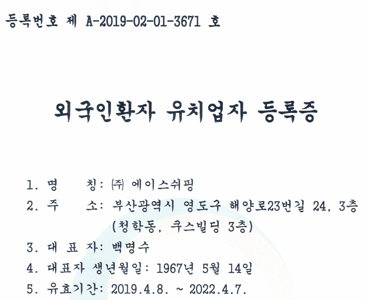 등록번호 제 A-2019-02-01-3671 호
외국인환자 유치업자 등록증
1. 명 칭: ㈜ 에이스쉬핑
2. 주 소: 부산광역시 영도구 해양로23번길 24, 3층
(청학동, 쿠스빌딩 3층)
3. 대 표 자: 백명수
4. 대표자 생년월일: 1967년 5월 14일
5. 유효기간: 2019.4.8. ~ 2022.4.7.